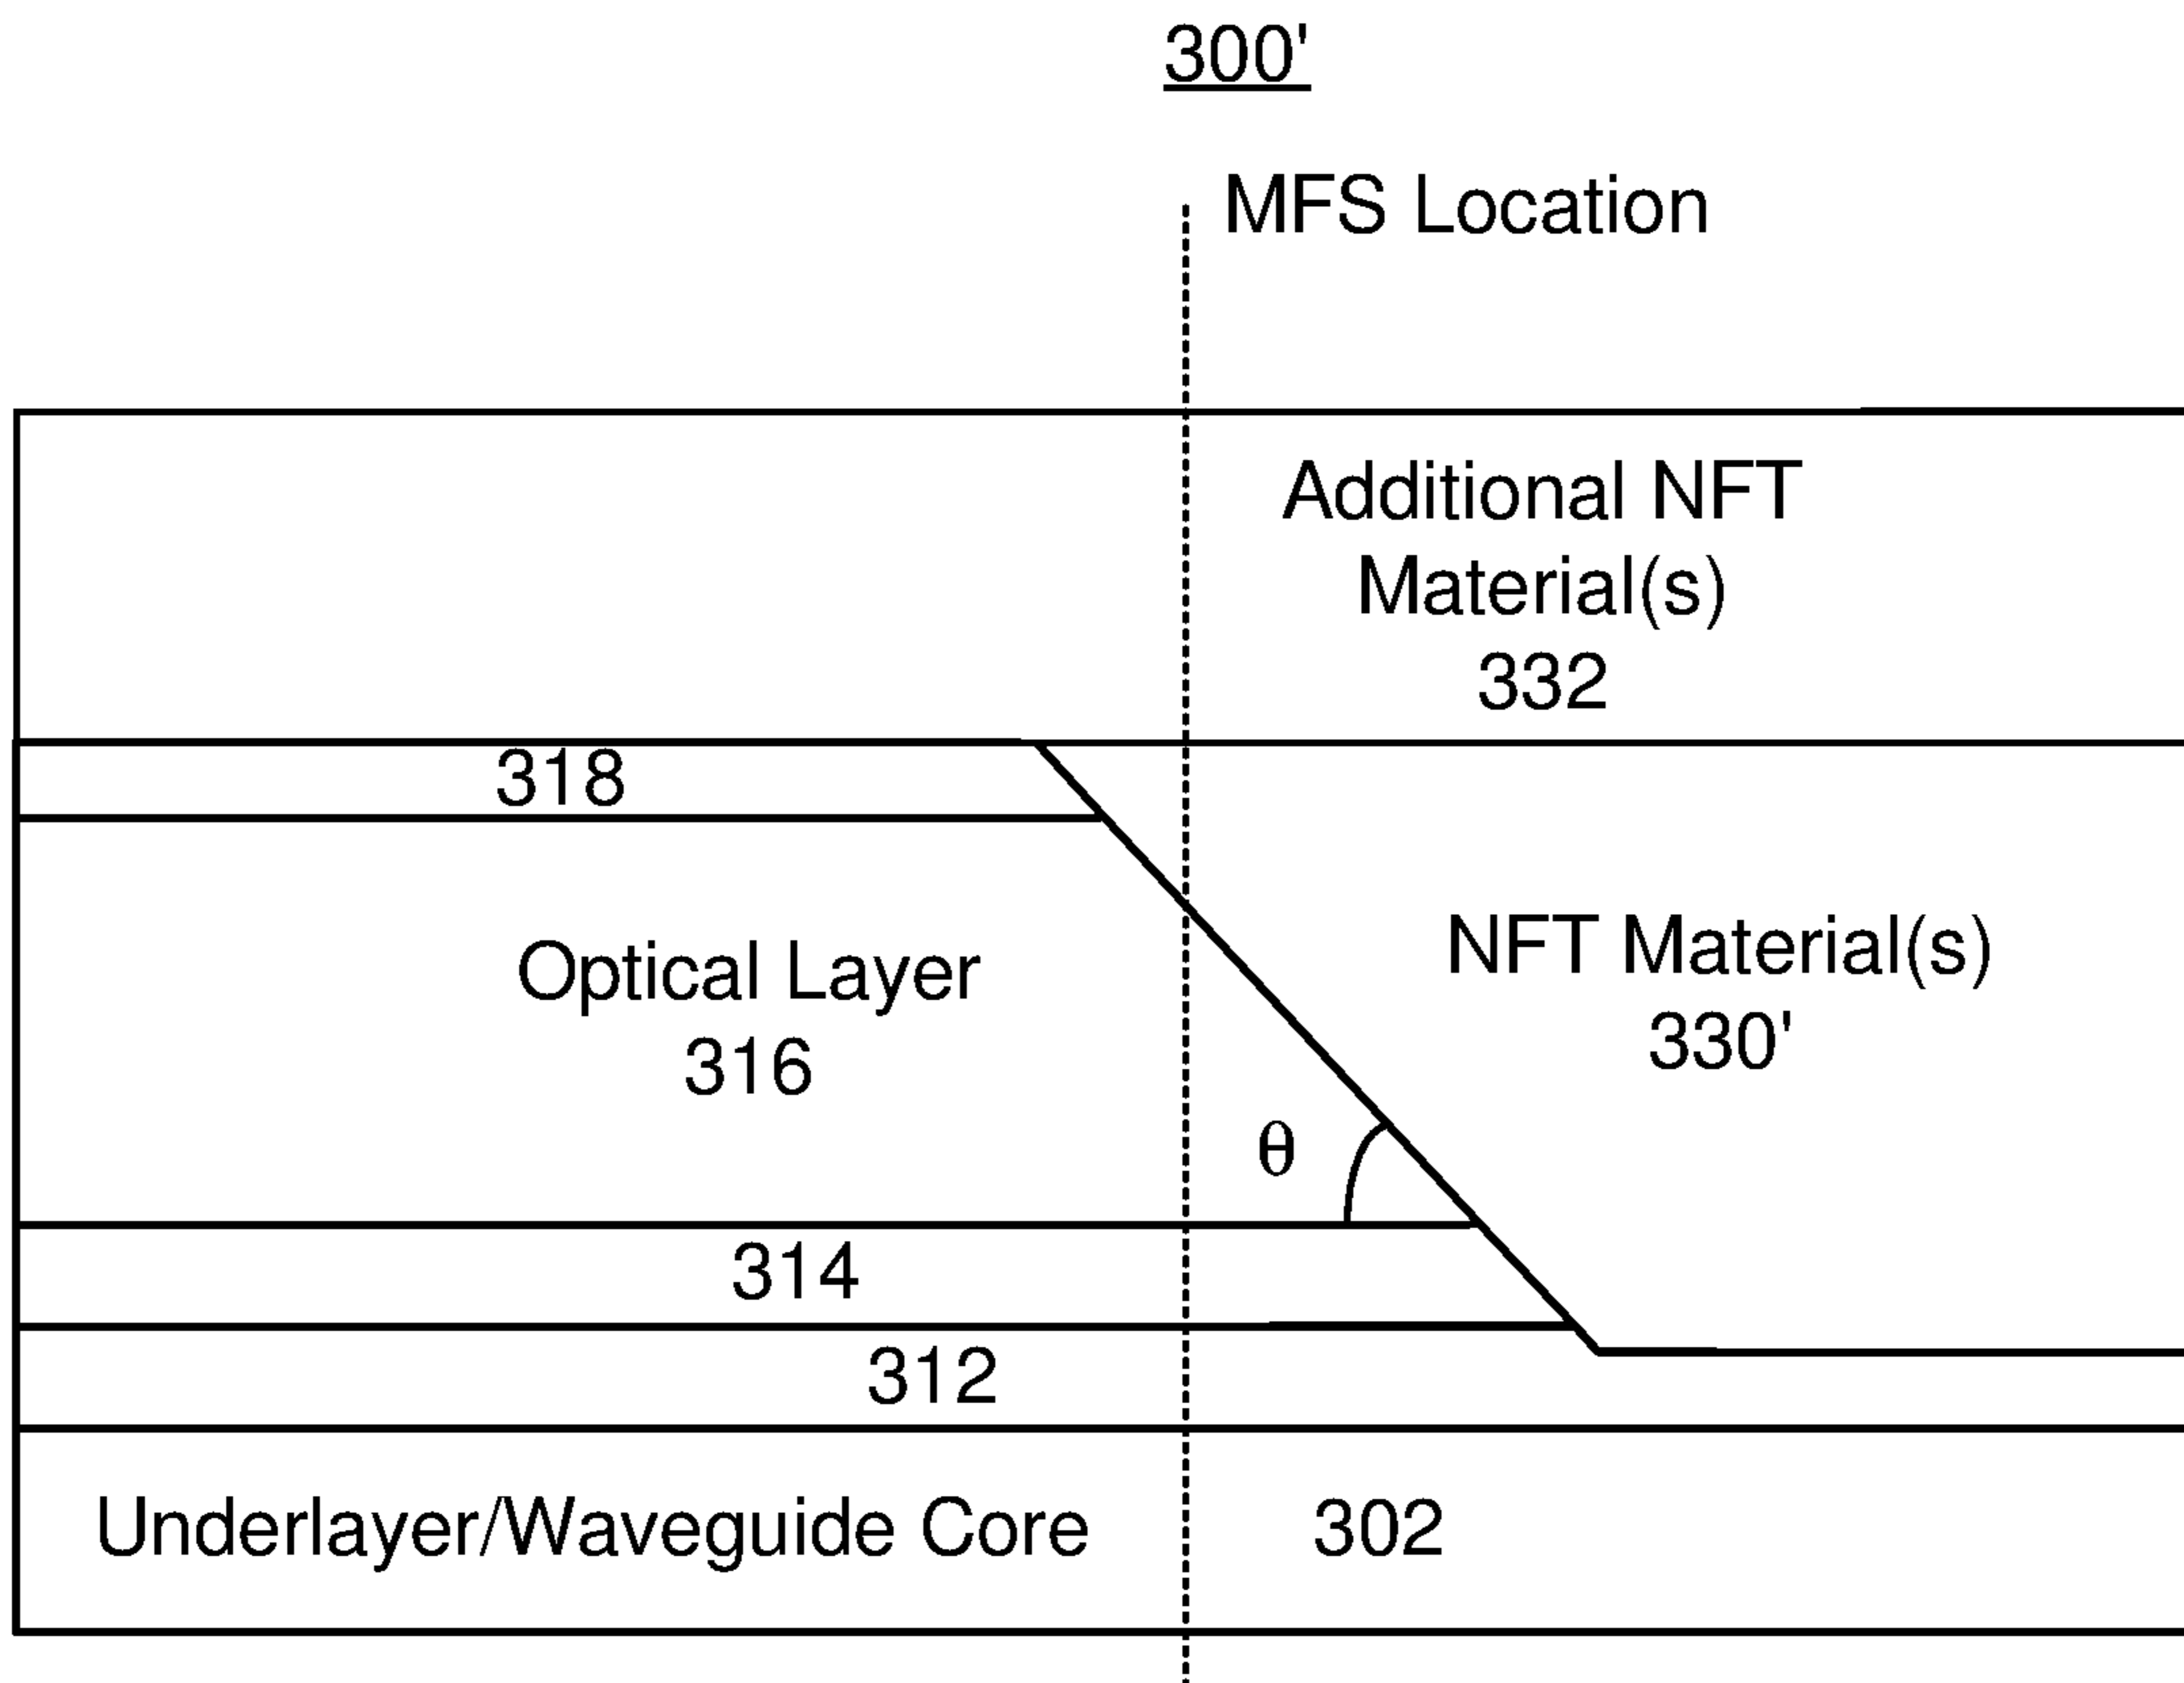 300'
MFS Location
Additional NFT
Material(s)
332
318
Optical Layer
316
NFT Material(s)
330'
θ
314
312
Underlayer/Waveguide Core 302